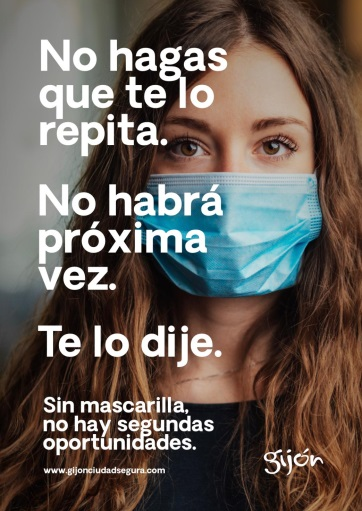 No hagas
que te lo
repita.
No habrá
próxima
vez.
Te lo dije.
Sin mascarilla,
no hay segundas
oportunidades.
www.gijonciudadsegura.com
gijón